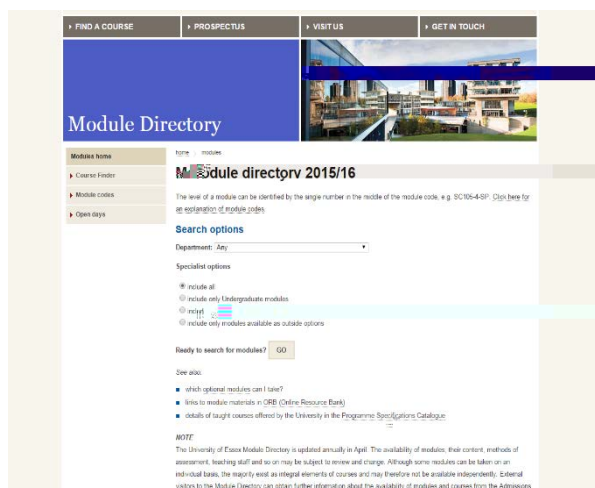 FIND A COURSE
PROSPECTUS
VISIT US
GET IN TOUCH
Module Directory
Modules home
Course Finder
Module codes
Open days
home modules
Module directory 2015/16
The level of a module can be identified by the single number in the middle of the module code, e.g. SC105-4-SP. Click here for
an explanation of module codes.
Search options
Department: Any
Specialist options
include all
include only Undergraduate modules
includ
include only modules available as outside options
Ready to search for modules? GO
See also:
which optional modules can I take?
links to module materials in ORB (Online Resource Bank)
details of taught courses offered by the University in the Programme Specifications Catalogue
NOTE
The University of Essex Module Directory is updated annually in April. The availability of modules, their content, methods of
assessment, teaching staff and so on may be subject to review and change. Although some modules can be taken on an
individual basis, the majority exist as integral elements of courses and may therefore not be available independently. External
visitors to the Module Directory can obtain further information about the availability of modules and courses from the Admissions